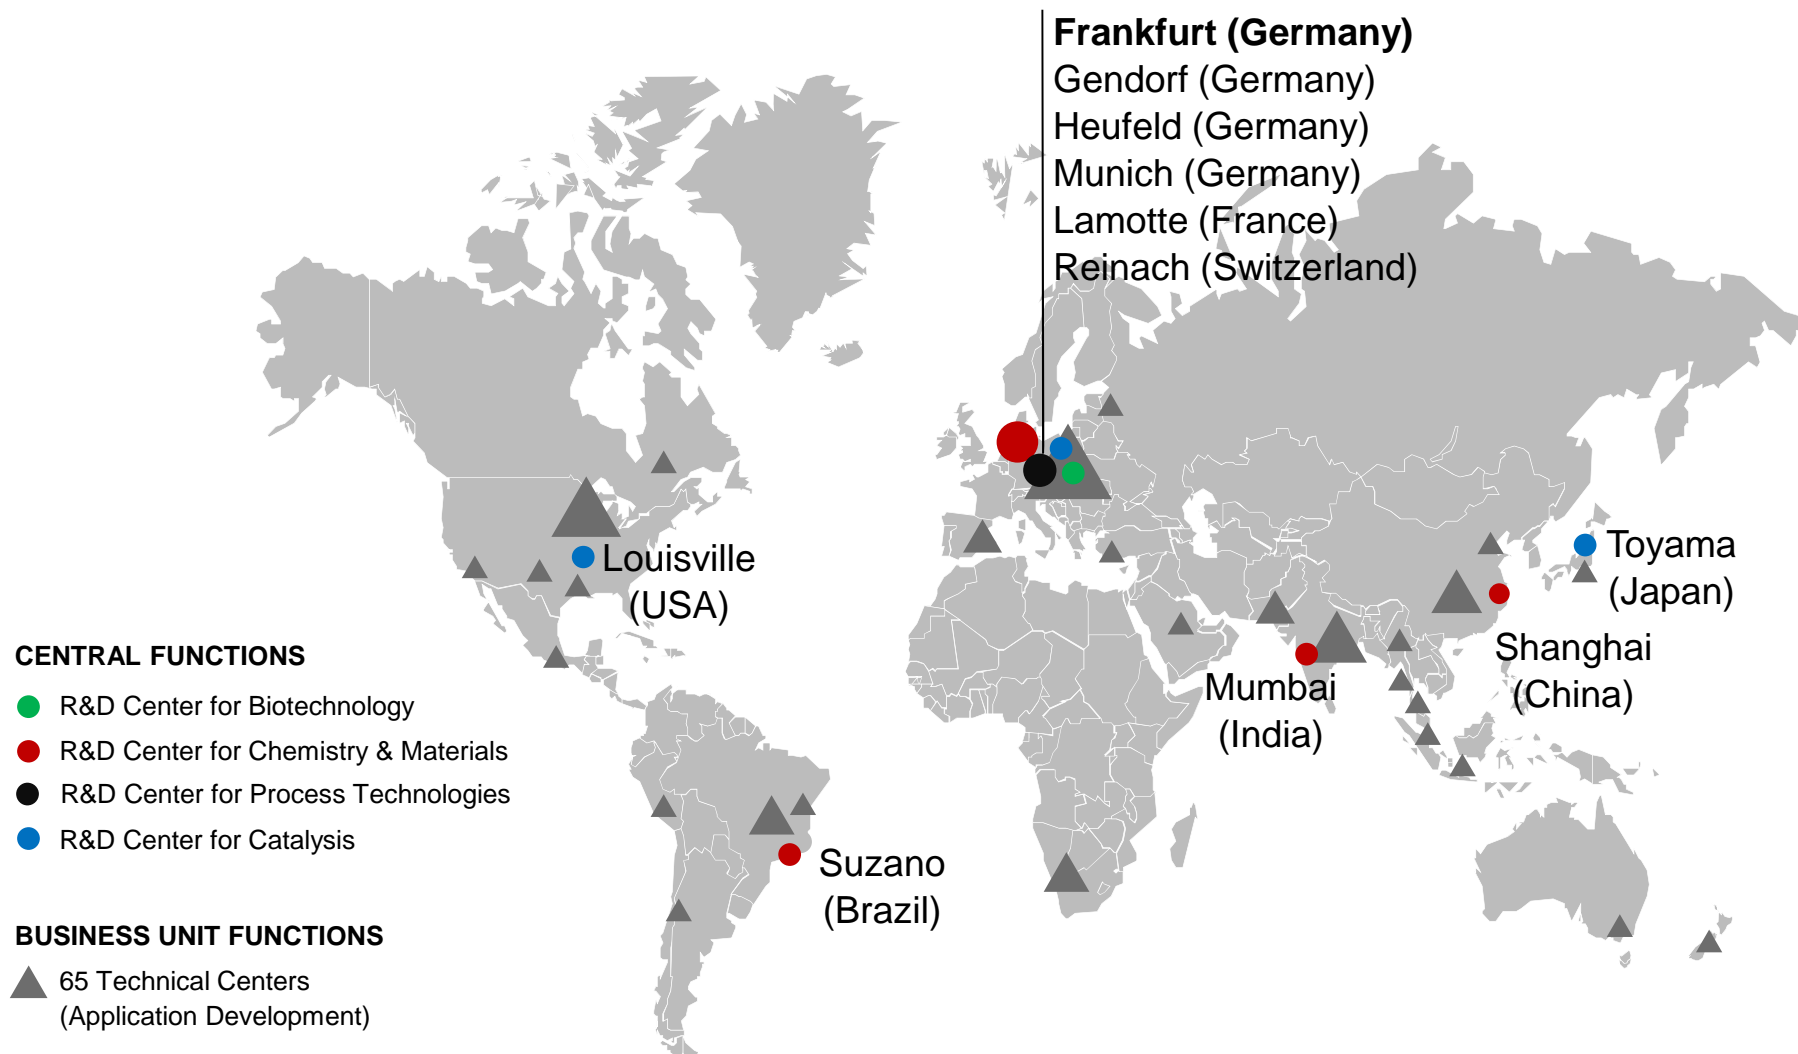 Frankfurt (Germany)
Gendorf (Germany)
Heufeld (Germany)
Munich (Germany)
Lamotte (France)
Reinach (Switzerland)
Louisville
(USA)
Toyama
(Japan)
Shanghai
(China)
Mumbai
(India)
Suzano
(Brazil)
CENTRAL FUNCTIONS
R&D Center for Biotechnology
R&D Center for Chemistry & Materials
R&D Center for Process Technologies
R&D Center for Catalysis
BUSINESS UNIT FUNCTIONS
65 Technical Centers
(Application Development)